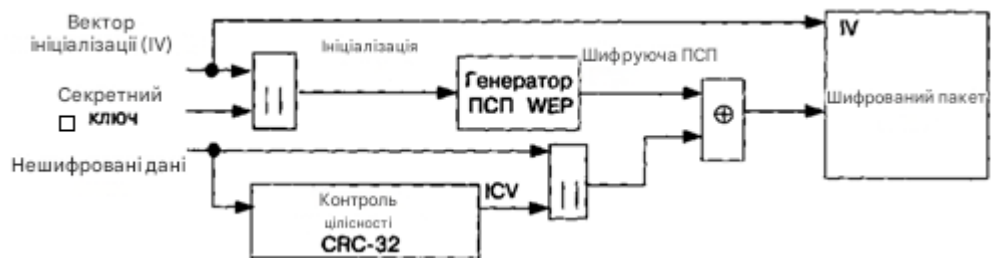 Вектор
ініціалізації (IV)
Секретний
ключ
Нешифровані дані
||
Ініціалізація
Генератор
ПСП WEP
Шифруюча ПСП
Контроль
цілісності
CRC-32
ICV
||
⊕
IV
Шифрований пакет